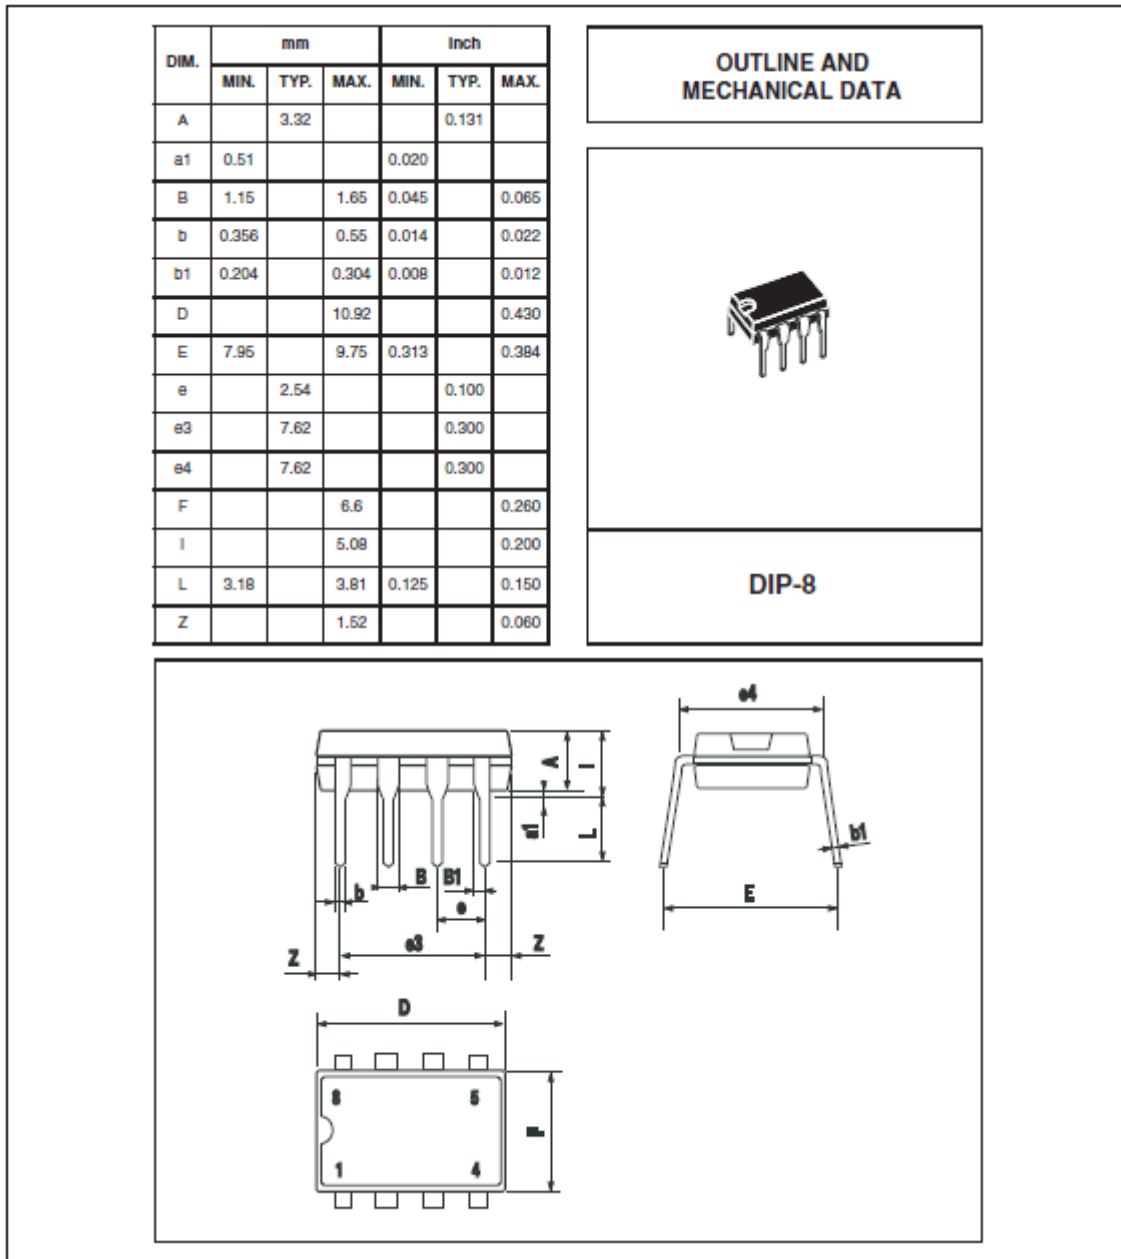 DIM. mm Inch
MIN. TYP. MAX. MIN. TYP. MAX.
A 3.32 0.131
a1 0.51 0.020
B 1.15 1.65 0.045 0.065
b 0.356 0.55 0.014 0.022
b1 0.204 0.304 0.008 0.012
D 10.92 0.430
E 7.95 9.75 0.313 0.384
e 2.54 0.100
e3 7.62 0.300
e4 7.62 0.300
F 6.6 0.260
I 5.08 0.200
L 3.18 3.81 0.125 0.150
Z 1.52 0.060
OUTLINE AND
MECHANICAL DATA
DIP-8
e4
A I
a1 L
b1
b B B1
e
E
e3
Z Z
D
8 5
F
1 4